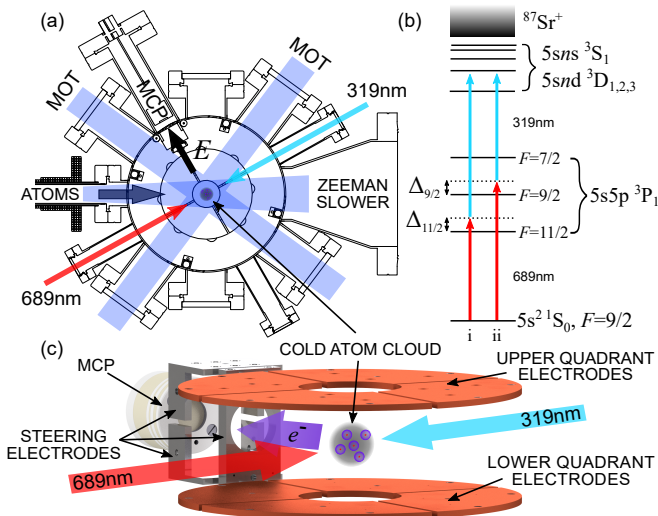 (a)
MOT
MCP
MOT
319nm
E
ATOMS
ZEEMAN
SLOWER
689nm
(b)
⁸⁷Sr⁺
5sns ³S₁
5snd ³D₁,₂,₃
319nm
F=7/2
Δ₉/₂
F=9/2
5s5p ³P₁
Δ₁₁/₂
F=11/2
689nm
5s² ¹S₀, F=9/2
i ii
(c)
COLD ATOM CLOUD
MCP
UPPER QUADRANT
ELECTRODES
STEERING
ELECTRODES
e⁻
319nm
689nm
LOWER QUADRANT
ELECTRODES